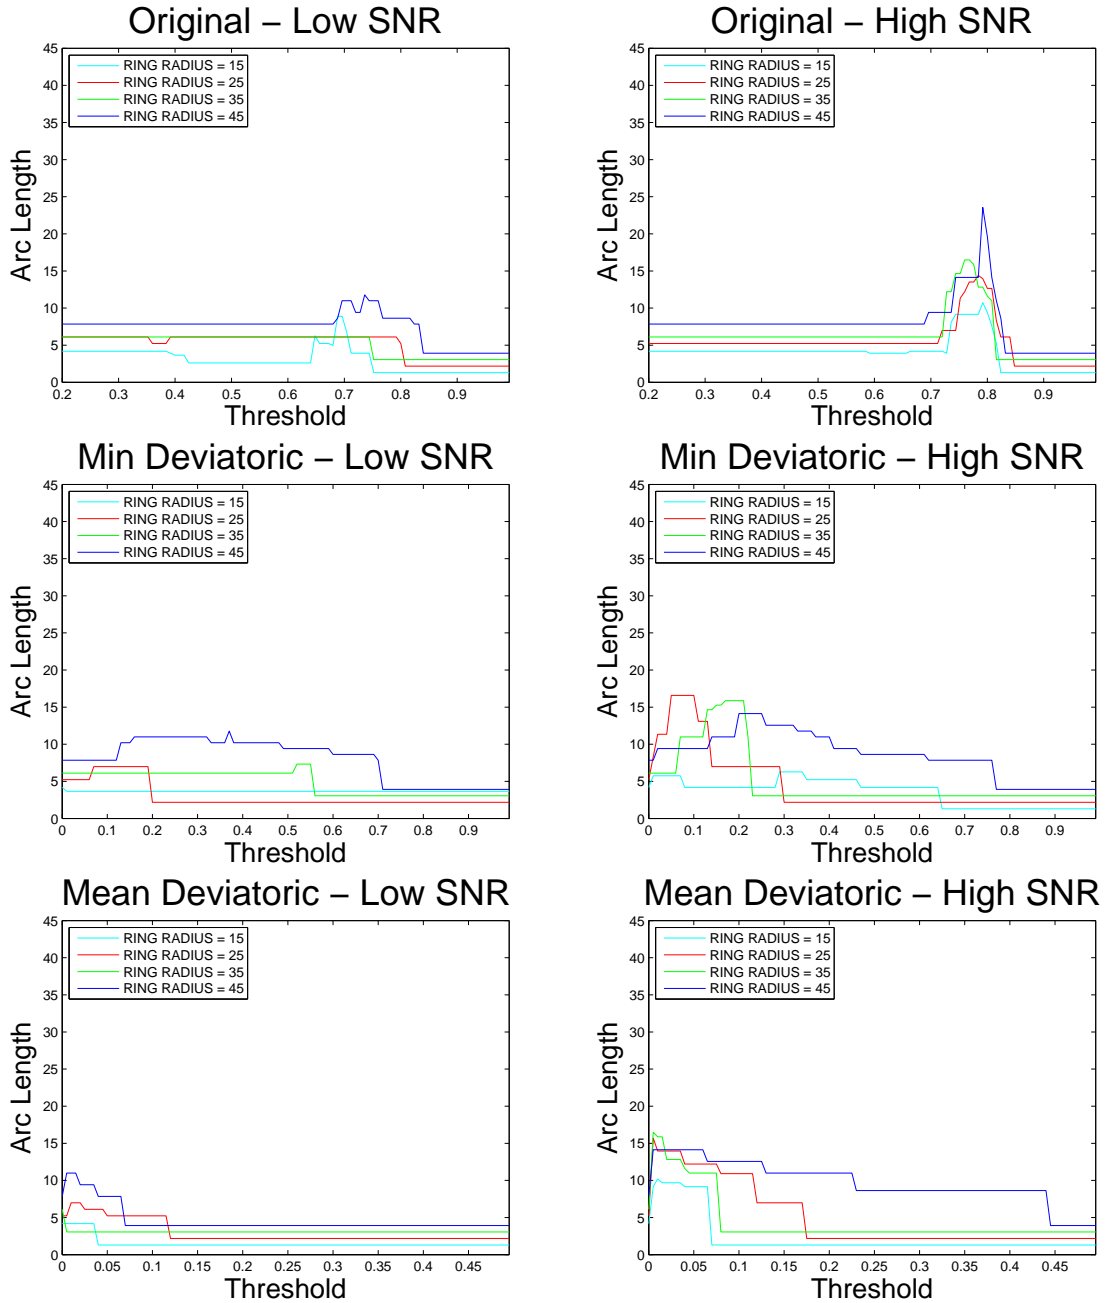 Original – Low SNR
45
40
35
30
25
20
15
10
5
0
Arc Length
RING RADIUS = 15
RING RADIUS = 25
RING RADIUS = 35
RING RADIUS = 45
0.2 0.3 0.4 0.5 0.6 0.7 0.8 0.9
Threshold
Original – High SNR
45
40
35
30
25
20
15
10
5
0
Arc Length
RING RADIUS = 15
RING RADIUS = 25
RING RADIUS = 35
RING RADIUS = 45
0.2 0.3 0.4 0.5 0.6 0.7 0.8 0.9
Threshold
Min Deviatoric – Low SNR
45
40
35
30
25
20
15
10
5
0
Arc Length
RING RADIUS = 15
RING RADIUS = 25
RING RADIUS = 35
RING RADIUS = 45
0 0.1 0.2 0.3 0.4 0.5 0.6 0.7 0.8 0.9
Threshold
Min Deviatoric – High SNR
45
40
35
30
25
20
15
10
5
0
Arc Length
RING RADIUS = 15
RING RADIUS = 25
RING RADIUS = 35
RING RADIUS = 45
0 0.1 0.2 0.3 0.4 0.5 0.6 0.7 0.8 0.9
Threshold
Mean Deviatoric – Low SNR
45
40
35
30
25
20
15
10
5
0
Arc Length
RING RADIUS = 15
RING RADIUS = 25
RING RADIUS = 35
RING RADIUS = 45
0 0.05 0.1 0.15 0.2 0.25 0.3 0.35 0.4 0.45
Threshold
Mean Deviatoric – High SNR
45
40
35
30
25
20
15
10
5
0
Arc Length
RING RADIUS = 15
RING RADIUS = 25
RING RADIUS = 35
RING RADIUS = 45
0 0.05 0.1 0.15 0.2 0.25 0.3 0.35 0.4 0.45
Threshold